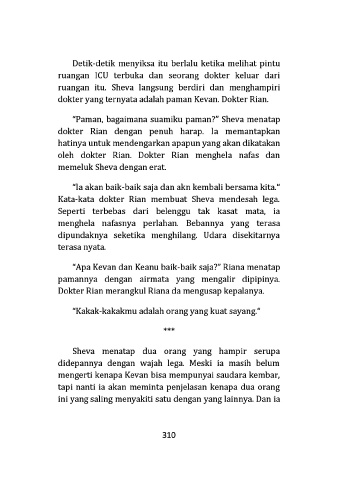 Detik-detik menyiksa itu berlalu ketika melihat pintu
ruangan ICU terbuka dan seorang dokter keluar dari
ruangan itu. Sheva langsung berdiri dan menghampiri
dokter yang ternyata adalah paman Kevan. Dokter Rian.
“Paman, bagaimana suamiku paman?” Sheva menatap
dokter Rian dengan penuh harap. Ia memantapkan
hatinya untuk mendengarkan apapun yang akan dikatakan
oleh dokter Rian. Dokter Rian menghela nafas dan
memeluk Sheva dengan erat.
“Ia akan baik-baik saja dan akn kembali bersama kita.”
Kata-kata dokter Rian membuat Sheva mendesah lega.
Seperti terbebas dari belenggu tak kasat mata, ia
menghela nafasnya perlahan. Bebannya yang terasa
dipundaknya seketika menghilang. Udara disekitarnya
terasa nyata.
“Apa Kevan dan Keanu baik-baik saja?” Riana menatap
pamannya dengan airmata yang mengalir dipipinya.
Dokter Rian merangkul Riana da mengusap kepalanya.
“Kakak-kakakmu adalah orang yang kuat sayang.”
***
Sheva menatap dua orang yang hampir serupa
didepannya dengan wajah lega. Meski ia masih belum
mengerti kenapa Kevan bisa mempunyai saudara kembar,
tapi nanti ia akan meminta penjelasan kenapa dua orang
ini yang saling menyakiti satu dengan yang lainnya. Dan ia
310